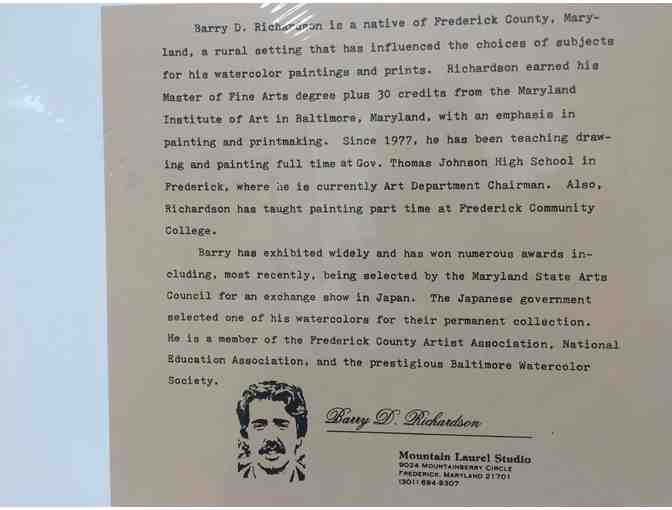 Barry D. Richardson is a native of Frederick County, Mary-
land, a rural setting that has influenced the choices of subjects
for his watercolor paintings and prints. Richardson earned his
Master of Fine Arts degree plus 30 credits from the Maryland
Institute of Art in Baltimore, Maryland, with an emphasis in
painting and printmaking. Since 1977, he has been teaching draw-
ing and painting full time at Gov. Thomas Johnson High School in
Frederick, where he is currently Art Department Chairman. Also,
Richardson has taught painting part time at Frederick Community
College.
Barry has exhibited widely and has won numerous awards in-
cluding, most recently, being selected by the Maryland State Arts
Council for an exchange show in Japan. The Japanese government
selected one of his watercolors for their permanent collection.
He is a member of the Frederick County Artist Association, National
Education Association, and the prestigious Baltimore Watercolor
Society.
Barry D. Richardson
Mountain Laurel Studio
9024 MOUNTAINBERRY CIRCLE
FREDERICK, MARYLAND 21701
(301) 694-9307